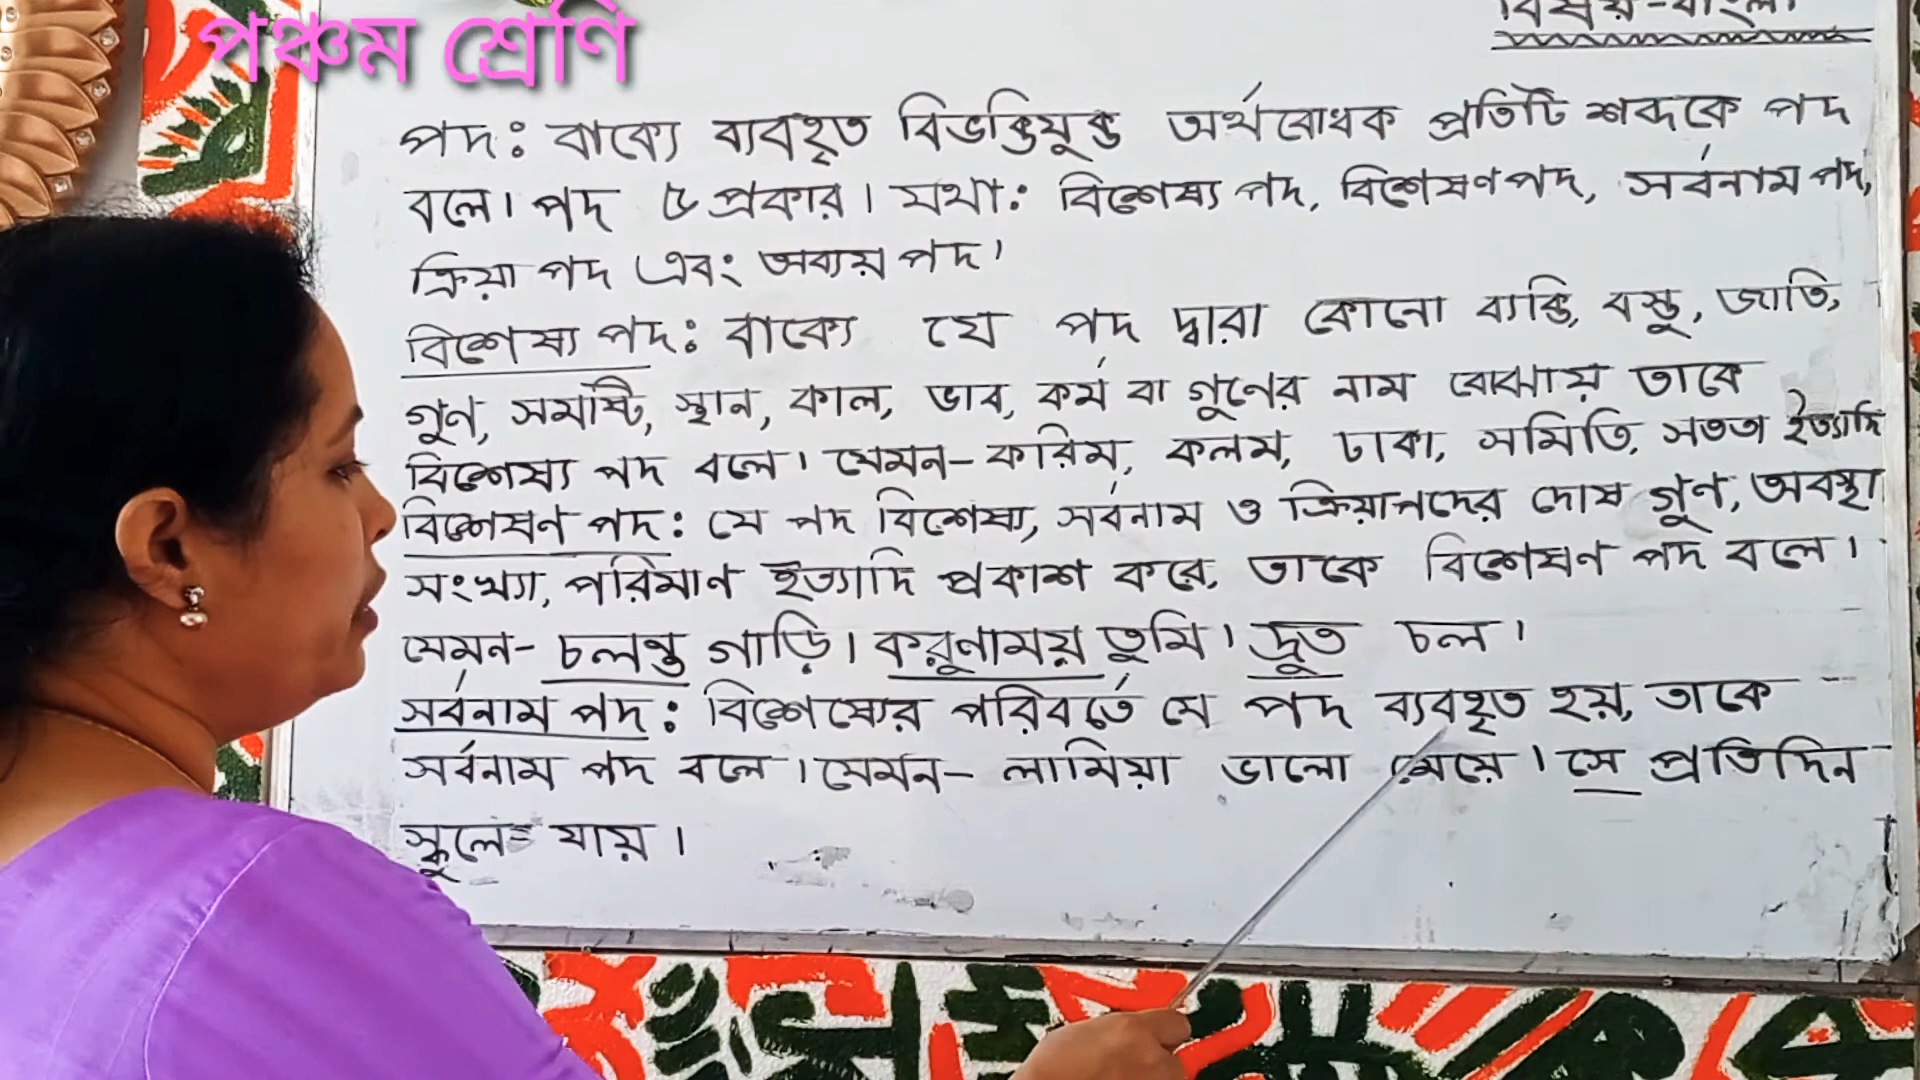 পঞ্চম শ্রেণি
বিষয়-বাংলা
পদঃ বাক্যে ব্যবহৃত বিভক্তিযুক্ত অর্থবোধক প্রতিটি শব্দকে পদ
বলে। পদ ৫ প্রকার। যথাঃ বিশেষ্য পদ, বিশেষণ পদ, সর্বনাম পদ,
ক্রিয়া পদ এবং অব্যয় পদ।
বিশেষ্য পদঃ বাক্যে যে পদ দ্বারা কোনো ব্যক্তি, বস্তু, জাতি,
গুণ, সমষ্টি, স্থান, কাল, ভাব, কর্ম বা গুণের নাম বোঝায় তাকে
বিশেষ্য পদ বলে। যেমন- করিম, কলম, ঢাকা, সমিতি, সততা ইত্যাদি
বিশেষণ পদঃ যে পদ বিশেষ্য, সর্বনাম ও ক্রিয়াপদের দোষ গুণ, অবস্থা
সংখ্যা, পরিমান ইত্যাদি প্রকাশ করে, তাকে বিশেষণ পদ বলে।
যেমন- চলন্ত গাড়ি। করুণাময় তুমি। দ্রুত চল।
সর্বনাম পদঃ বিশেষ্যের পরিবর্তে যে পদ ব্যবহৃত হয়, তাকে
সর্বনাম পদ বলে। যেমন- লামিয়া ভালো মেয়ে। সে প্রতিদিন
স্কুলে যায়।